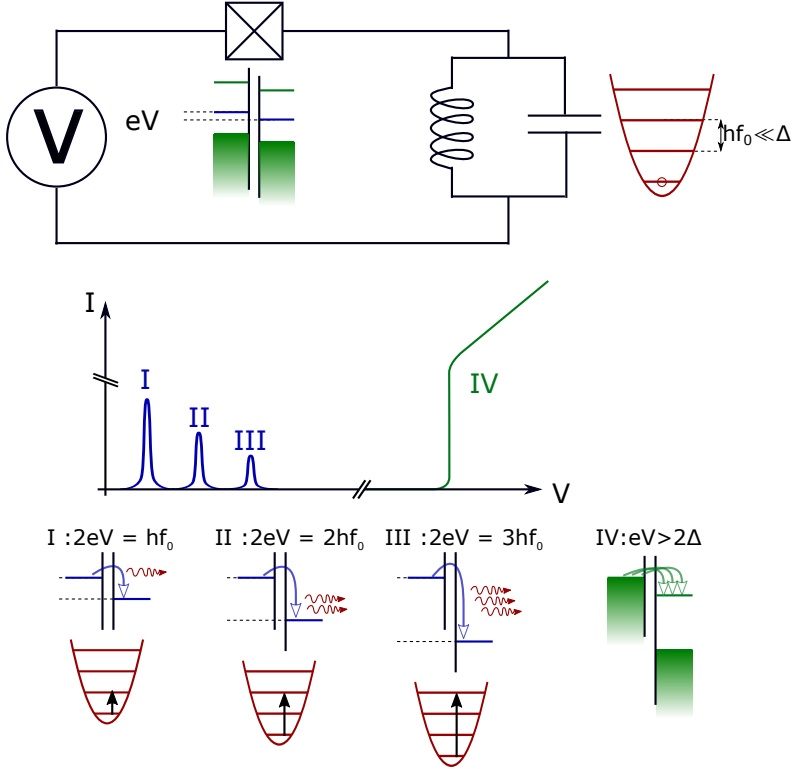 V
eV
hf₀≪Δ
I
I
II
III
IV
V
I :2eV = hf₀
II :2eV = 2hf₀
III :2eV = 3hf₀
IV:eV>2Δ